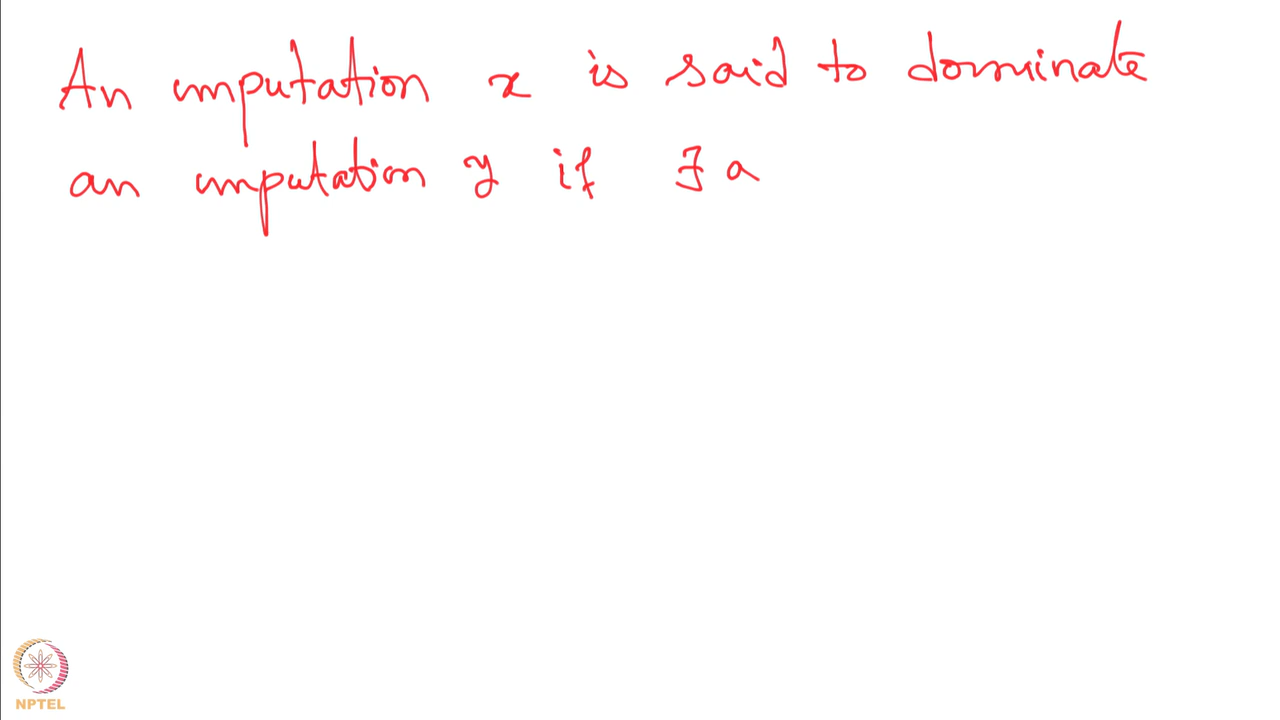 An imputation x is said to dominate
an imputation y if ∃ a
NPTEL